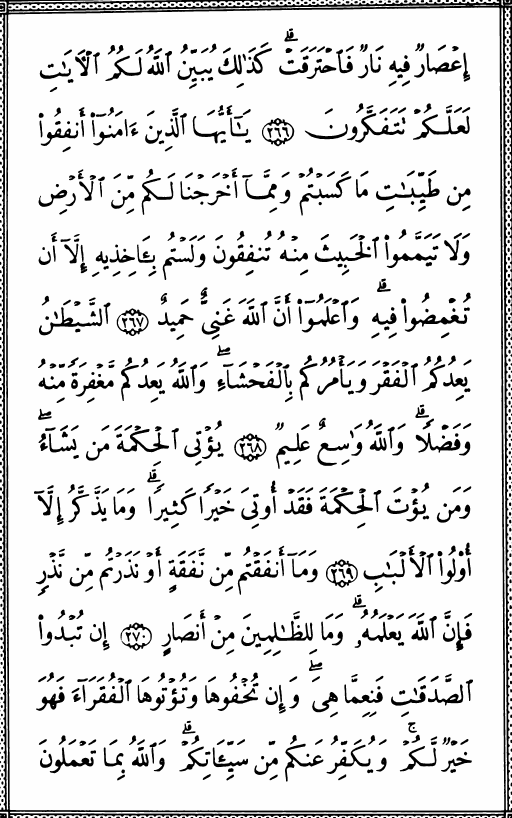 إِعْصَارٌ فِيهِ نَارٌ فَٱحْتَرَقَتْ ۗ كَذَٰلِكَ يُبَيِّنُ ٱللَّهُ لَكُمُ ٱلْآيَـٰتِ
لَعَلَّكُمْ تَتَفَكَّرُونَ ۝٢٦٦ يَـٰٓأَيُّهَا ٱلَّذِينَ ءَامَنُوٓا۟ أَنفِقُوا۟
مِن طَيِّبَـٰتِ مَا كَسَبْتُمْ وَمِمَّآ أَخْرَجْنَا لَكُم مِّنَ ٱلْأَرْضِ
وَلَا تَيَمَّمُوا۟ ٱلْخَبِيثَ مِنْهُ تُنفِقُونَ وَلَسْتُم بِـَٔاخِذِيهِ إِلَّآ أَن
تُغْمِضُوا۟ فِيهِ ۚ وَٱعْلَمُوٓا۟ أَنَّ ٱللَّهَ غَنِىٌّ حَمِيدٌ ۝٢٦٧ ٱلشَّيْطَـٰنُ
يَعِدُكُمُ ٱلْفَقْرَ وَيَأْمُرُكُم بِٱلْفَحْشَآءِ ۖ وَٱللَّهُ يَعِدُكُم مَّغْفِرَةً مِّنْهُ
وَفَضْلًا ۗ وَٱللَّهُ وَٰسِعٌ عَلِيمٌ ۝٢٦٨ يُؤْتِى ٱلْحِكْمَةَ مَن يَشَآءُ ۚ
وَمَن يُؤْتَ ٱلْحِكْمَةَ فَقَدْ أُوتِىَ خَيْرًا كَثِيرًا ۗ وَمَا يَذَّكَّرُ إِلَّآ
أُو۟لُوا۟ ٱلْأَلْبَـٰبِ ۝٢٦٩ وَمَآ أَنفَقْتُم مِّن نَّفَقَةٍ أَوْ نَذَرْتُم مِّن نَّذْرٍ
فَإِنَّ ٱللَّهَ يَعْلَمُهُۥ ۗ وَمَا لِلظَّـٰلِمِينَ مِنْ أَنصَارٍ ۝٢٧٠ إِن تُبْدُوا۟
ٱلصَّدَقَـٰتِ فَنِعِمَّا هِىَ ۖ وَإِن تُخْفُوهَا وَتُؤْتُوهَا ٱلْفُقَرَآءَ فَهُوَ
خَيْرٌ لَّكُمْ ۚ وَيُكَفِّرُ عَنكُم مِّن سَيِّـَٔاتِكُمْ ۗ وَٱللَّهُ بِمَا تَعْمَلُونَ